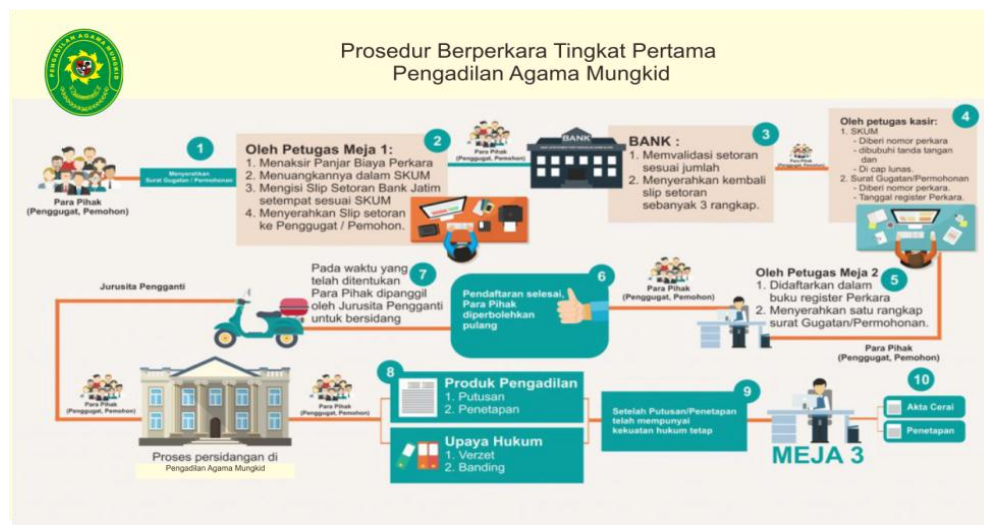 PENGADILAN AGAMA MUNGKID
Prosedur Berperkara Tingkat Pertama
Pengadilan Agama Mungkid
Para Pihak
(Penggugat, Pemohon)
1
Menyerahkan
Surat Gugatan / Permohonan
2
Oleh Petugas Meja 1:
1. Menaksir Panjar Biaya Perkara
2. Menuangkannya dalam SKUM
3. Mengisi Slip Setoran Bank Jatim
setempat sesuai SKUM
4. Menyerahkan Slip setoran
ke Penggugat / Pemohon.
Para Pihak
(Penggugat, Pemohon)
BANK
3
BANK :
1. Memvalidasi setoran
sesuai jumlah
2. Menyerahkan kembali
slip setoran
sebanyak 3 rangkap.
Para Pihak
(Penggugat, Pemohon)
4
Oleh petugas kasir:
1. SKUM
- Diberi nomor perkara
- dibubuhi tanda tangan
dan
- Di cap lunas.
2. Surat Gugatan/Permohonan
- Diberi nomor perkara.
- Tanggal register Perkara.
Para Pihak
(Penggugat, Pemohon)
5
Oleh Petugas Meja 2
1. Didaftarkan dalam
buku register Perkara
2. Menyerahkan satu rangkap
surat Gugatan/Permohonan.
Para Pihak
(Penggugat, Pemohon)
6
Pendaftaran selesai,
Para Pihak
diperbolehkan
pulang
7
Pada waktu yang
telah ditentukan
Para Pihak dipanggil
oleh Jurusita Pengganti
untuk bersidang
Jurusita Pengganti
Para Pihak
(Penggugat, Pemohon)
Proses persidangan di
Pengadilan Agama Mungkid
Para Pihak
(Penggugat, Pemohon)
8
Produk Pengadilan
1. Putusan
2. Penetapan
Upaya Hukum
1. Verzet
2. Banding
9
Setelah Putusan/Penetapan
telah mempunyai
kekuatan hukum tetap
MEJA 3
10
Akta Cerai
Penetapan